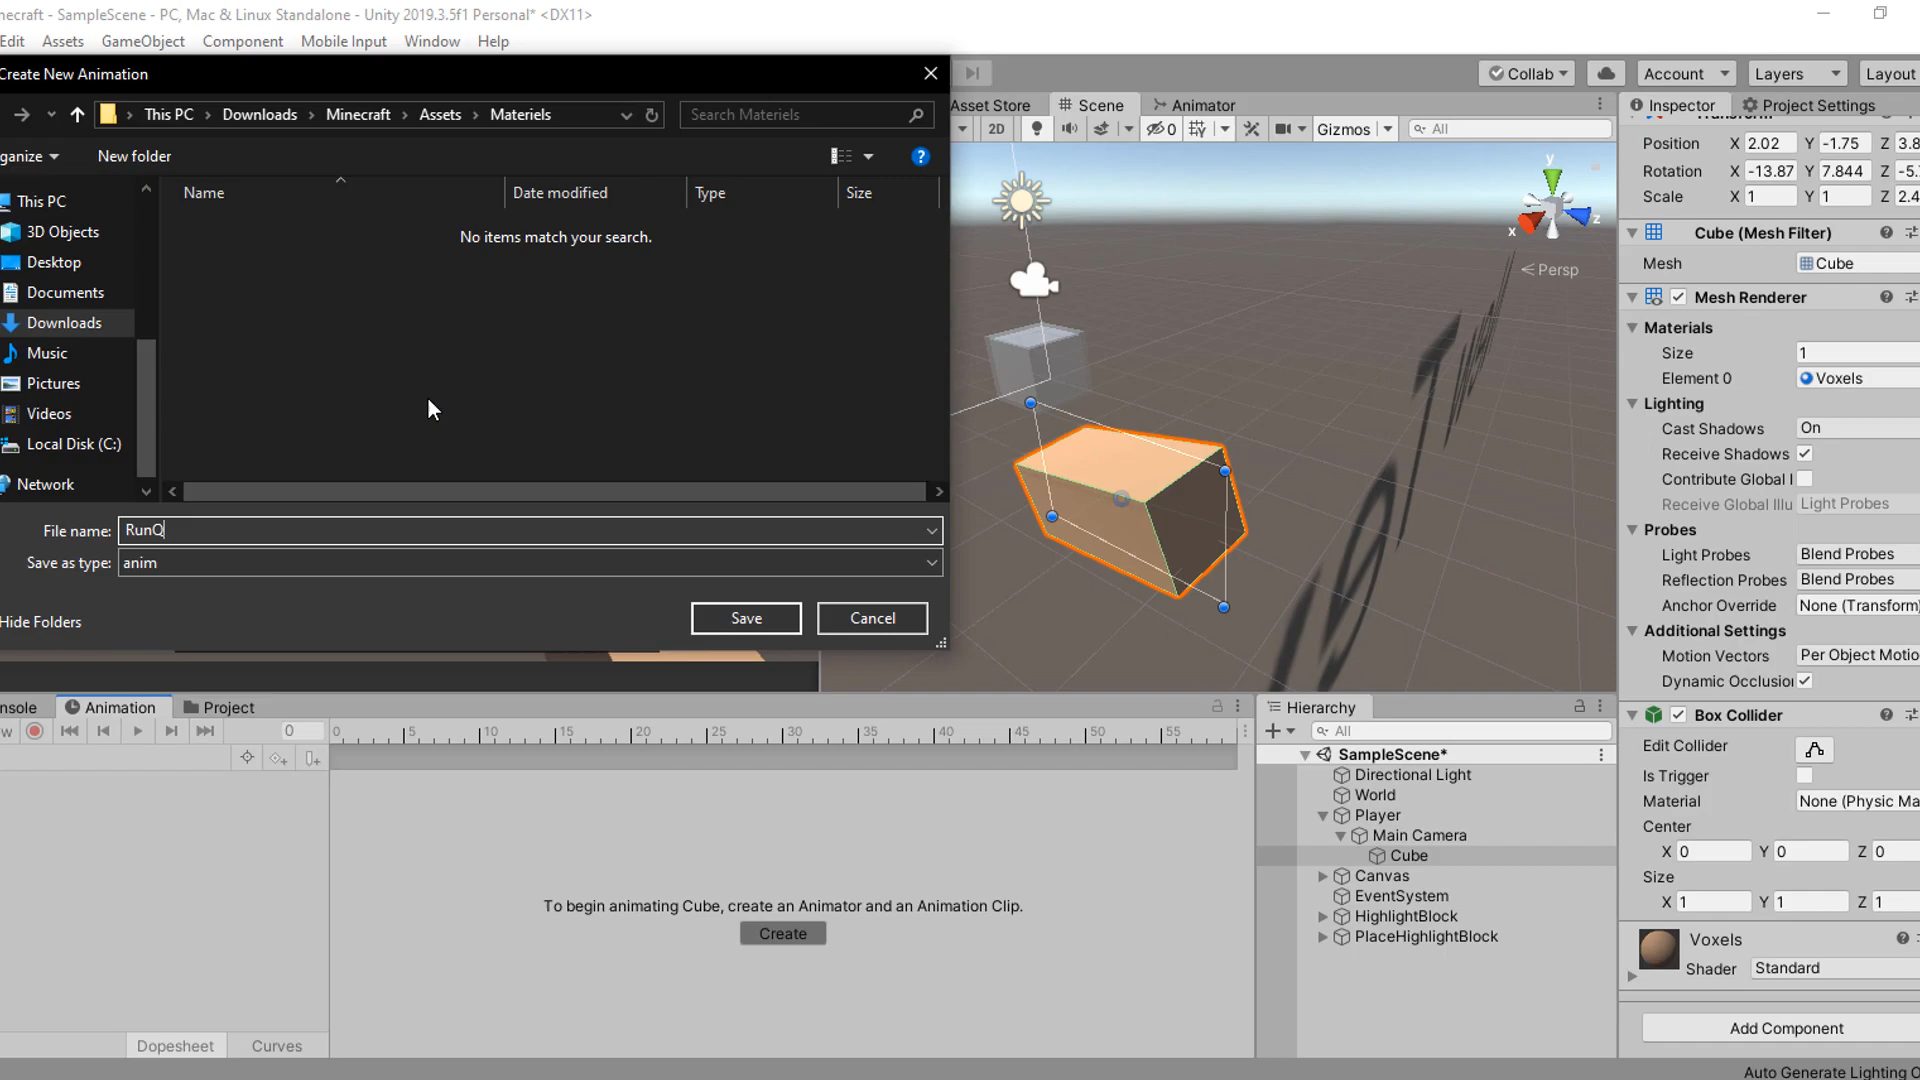 necraft - SampleScene - PC, Mac & Linux Standalone - Unity 2019.3.5f1 Personal* <DX11>
Edit Assets GameObject Component Mobile Input Window Help
Create New Animation
This PC > Downloads > Minecraft > Assets > Materiels
Search Materiels
ganize
New folder
Name
Date modified
Type
Size
No items match your search.
This PC
3D Objects
Desktop
Documents
Downloads
Music
Pictures
Videos
Local Disk (C:)
Network
File name: RunQ
Save as type: anim
Hide Folders
Save
Cancel
Collab
Account
Layers
Layout
Asset Store
Scene
Animator
2D
0
Gizmos
All
y
x
z
Persp
Inspector
Project Settings
Position X 2.02 Y -1.75 Z 3.8
Rotation X -13.87 Y 7.844 Z -5.
Scale X 1 Y 1 Z 2.4
Cube (Mesh Filter)
Mesh Cube
Mesh Renderer
Materials
Size 1
Element 0 Voxels
Lighting
Cast Shadows On
Receive Shadows
Contribute Global I
Receive Global Illu Light Probes
Probes
Light Probes Blend Probes
Reflection Probes Blend Probes
Anchor Override None (Transform)
Additional Settings
Motion Vectors Per Object Motio
Dynamic Occlusion
Box Collider
Edit Collider
Is Trigger
Material None (Physic Ma
Center
X 0 Y 0 Z 0
Size
X 1 Y 1 Z 1
Voxels
Shader Standard
Add Component
Auto Generate Lighting O
nsole
Animation
Project
w
0
0 5 10 15 20 25 30 35 40 45 50 55
To begin animating Cube, create an Animator and an Animation Clip.
Create
Dopesheet
Curves
Hierarchy
All
SampleScene*
Directional Light
World
Player
Main Camera
Cube
Canvas
EventSystem
HighlightBlock
PlaceHighlightBlock